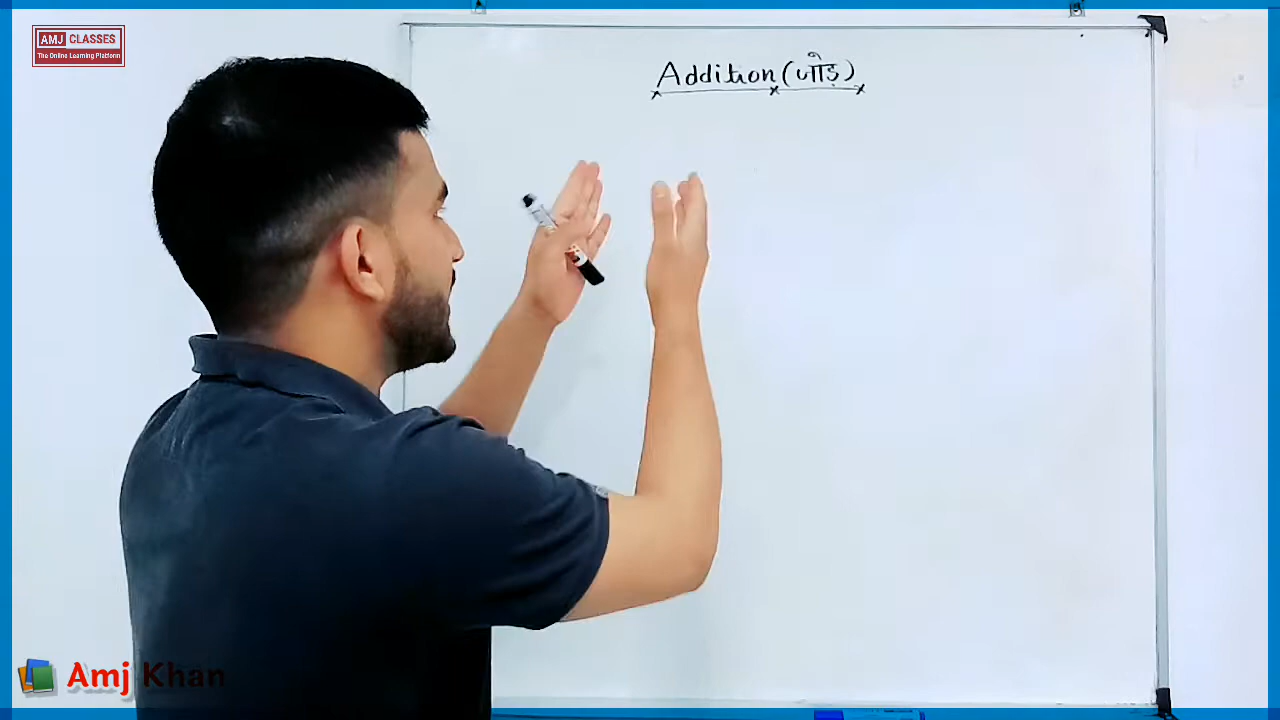 AMJ CLASSES
The Online Learning Platform
Addition (जोड़)
Amj Khan